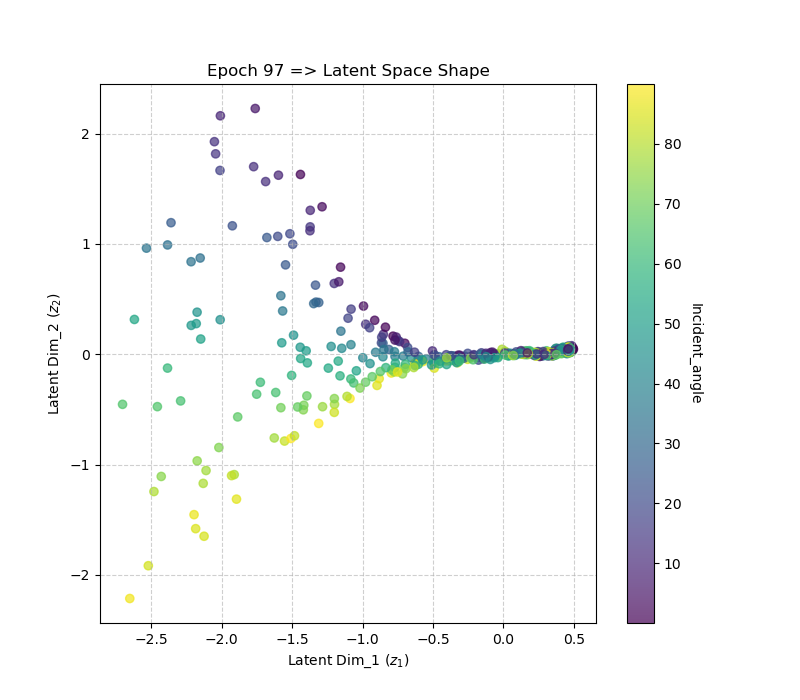 Epoch 97 => Latent Space Shape
2
1
0
−1
−2
Latent Dim_2 (z₂)
−2.5 −2.0 −1.5 −1.0 −0.5 0.0 0.5
Latent Dim_1 (z₁)
80
70
60
50
40
30
20
10
Incident_angle